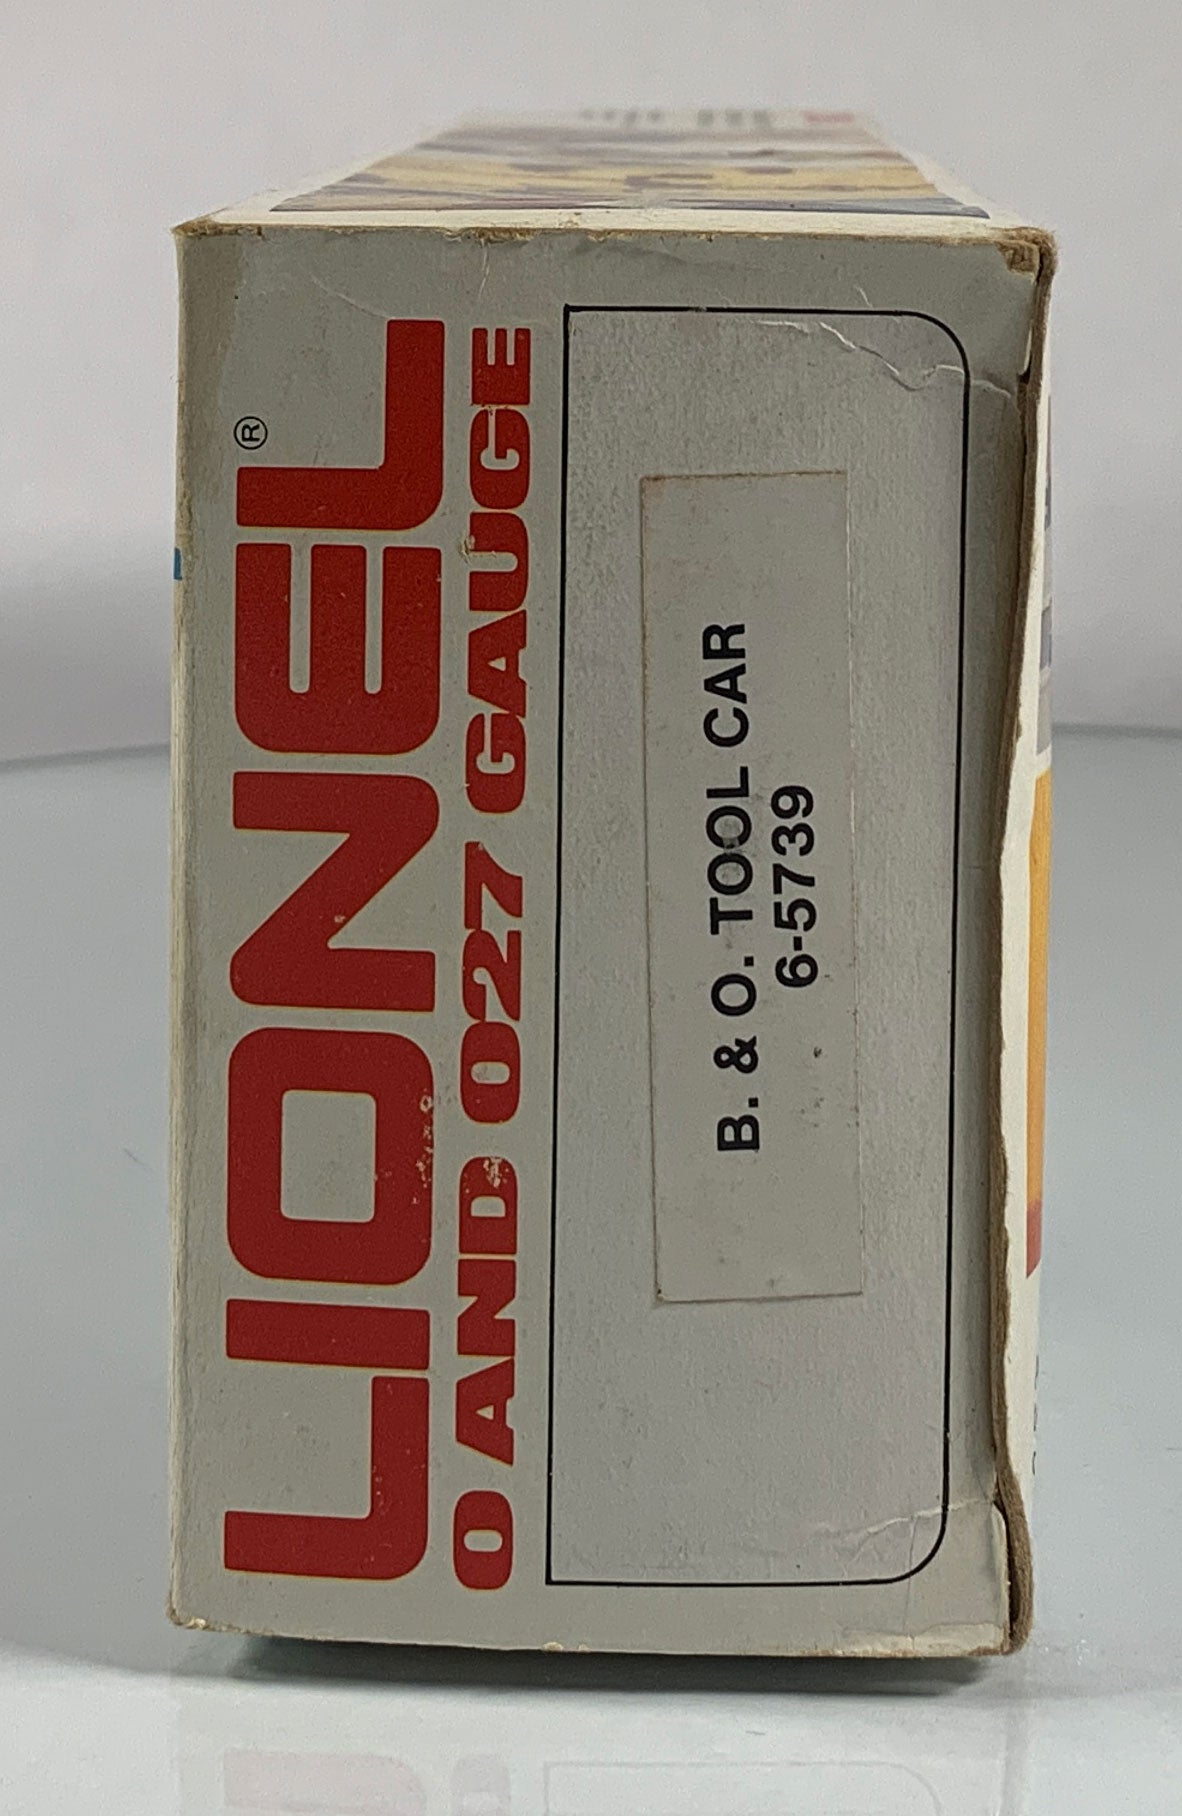 LIONEL®
O AND O27 GAUGE
B. & O. TOOL CAR
6-5739